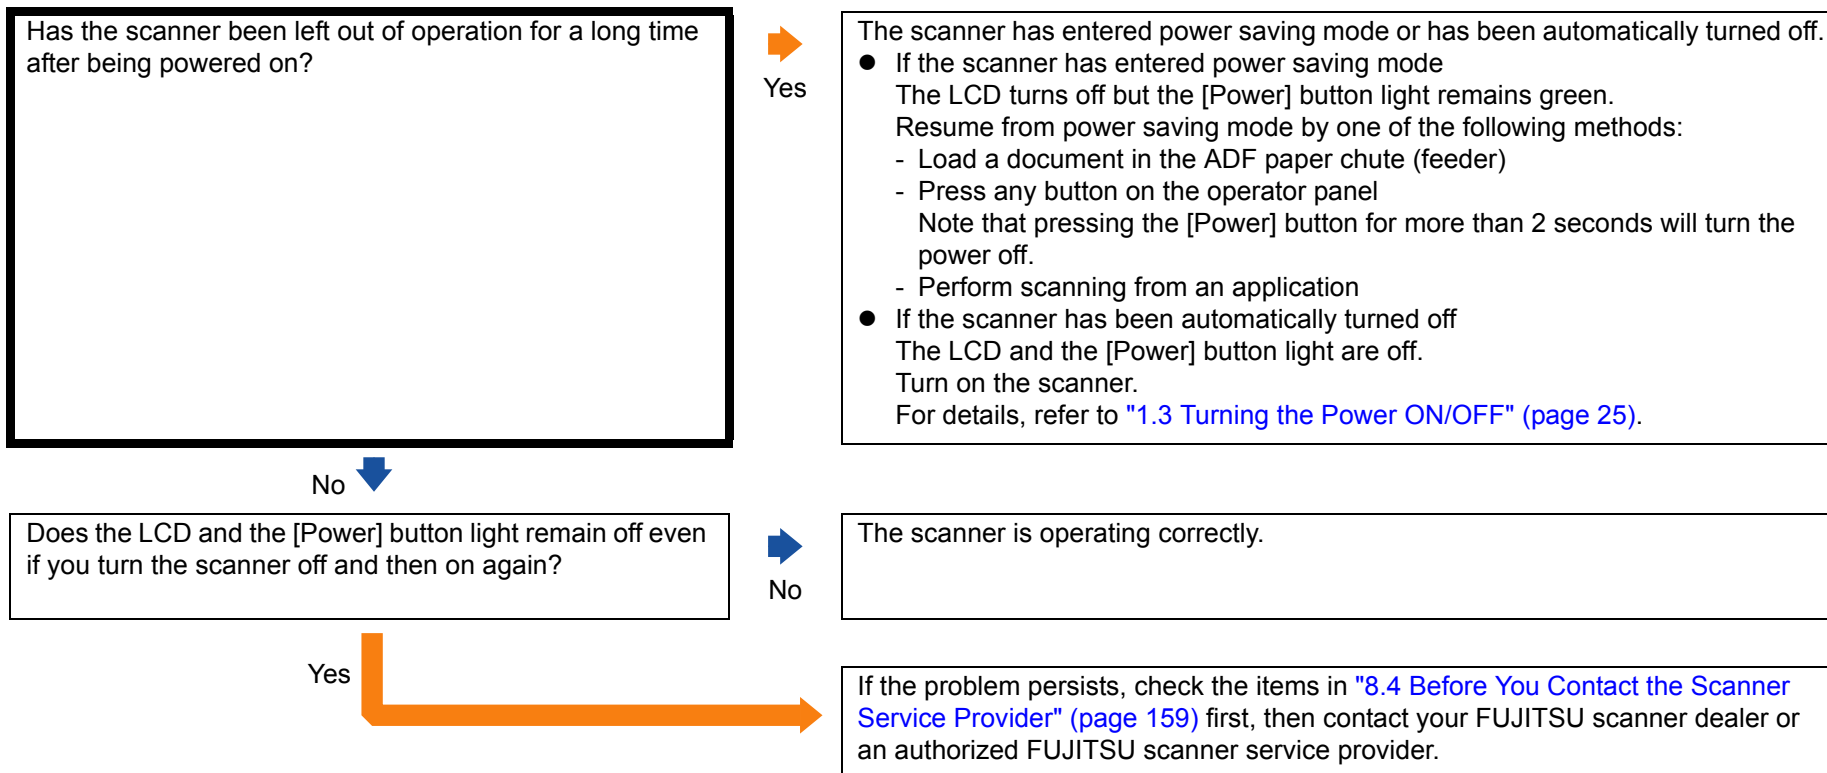 Has the scanner been left out of operation for a long time
after being powered on?
Yes
The scanner has entered power saving mode or has been automatically turned off.
● If the scanner has entered power saving mode
The LCD turns off but the [Power] button light remains green.
Resume from power saving mode by one of the following methods:
- Load a document in the ADF paper chute (feeder)
- Press any button on the operator panel
Note that pressing the [Power] button for more than 2 seconds will turn the
power off.
- Perform scanning from an application
● If the scanner has been automatically turned off
The LCD and the [Power] button light are off.
Turn on the scanner.
For details, refer to "1.3 Turning the Power ON/OFF" (page 25).
No
Does the LCD and the [Power] button light remain off even
if you turn the scanner off and then on again?
No
The scanner is operating correctly.
Yes
If the problem persists, check the items in "8.4 Before You Contact the Scanner
Service Provider" (page 159) first, then contact your FUJITSU scanner dealer or
an authorized FUJITSU scanner service provider.